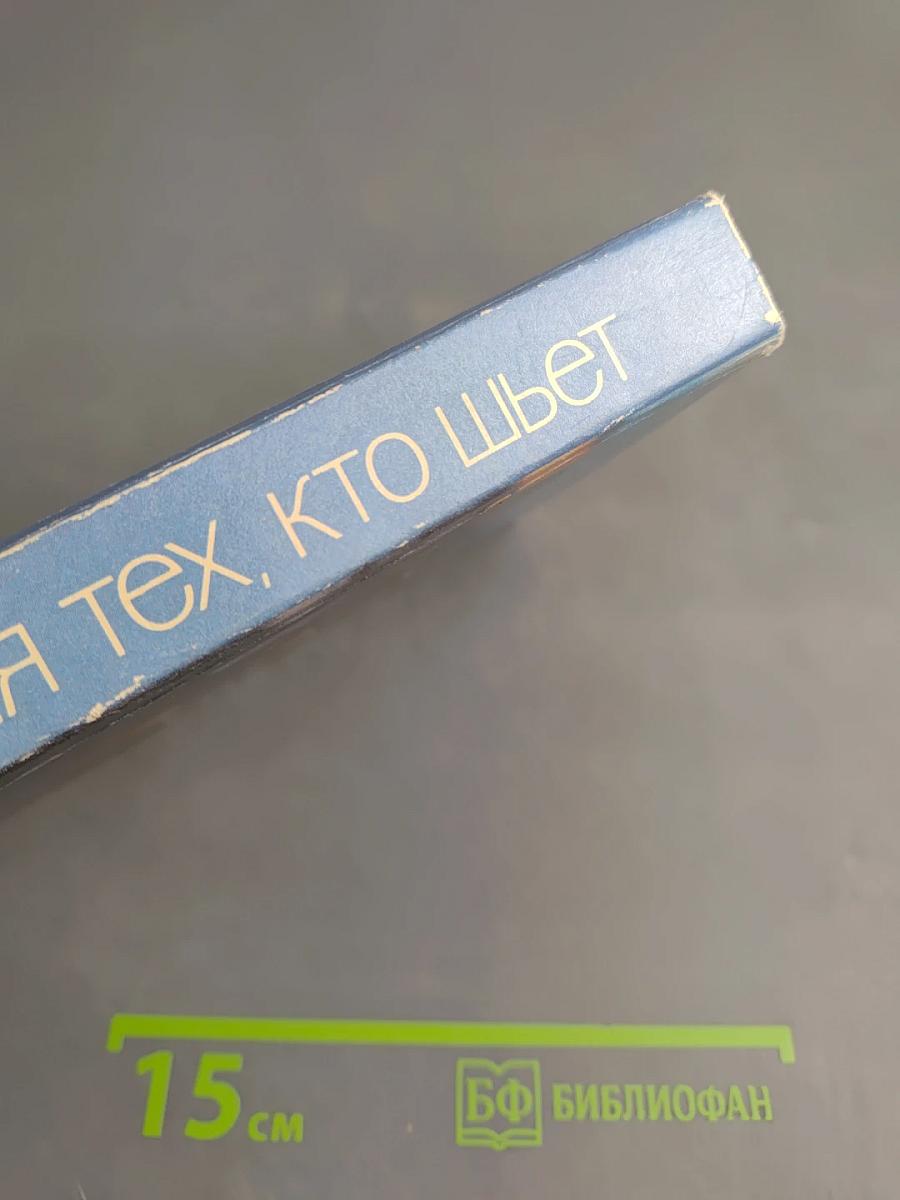 тех, кто шьет
15 см
БФ БИБЛИОФАН